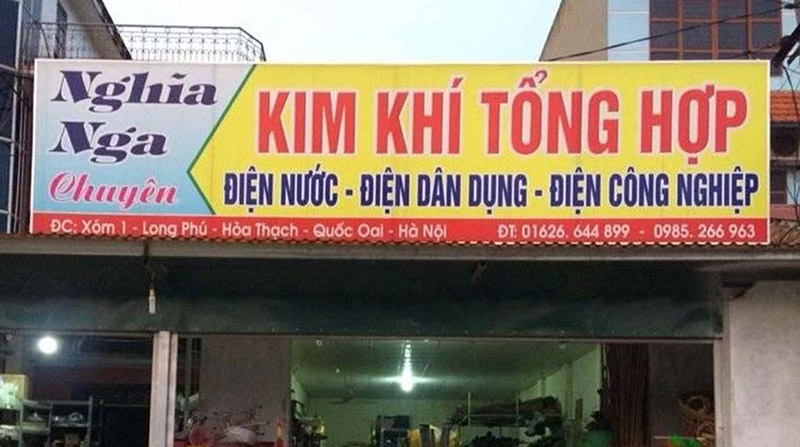 Nghĩa
Nga
Chuyên
KIM KHÍ TỔNG HỢP
ĐIỆN NƯỚC - ĐIỆN DÂN DỤNG - ĐIỆN CÔNG NGHIỆP
ĐC: Xóm 1 - Long Phú - Hòa Thạch - Quốc Oai - Hà Nội ĐT: 01626. 644 899 - 0985. 266 963